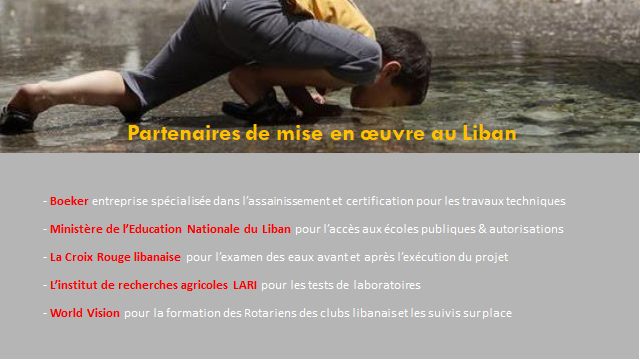 Partenaires de mise en œuvre au Liban
- Boeker entreprise spécialisée dans l'assainissement et certification pour les travaux techniques
- Ministère de l'Education Nationale du Liban pour l'accès aux écoles publiques & autorisations
- La Croix Rouge libanaise pour l'examen des eaux avant et après l'exécution du projet
- L'institut de recherches agricoles LARI pour les tests de laboratoires
- World Vision pour la formation des Rotariens des clubs libanais et les suivis sur place